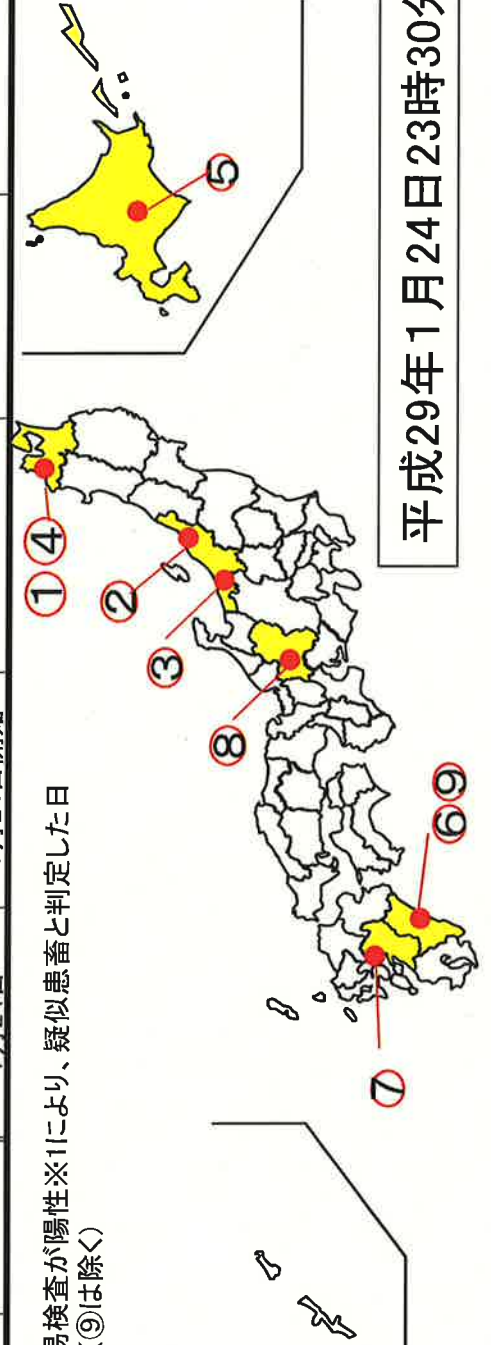 易検査が陽性※1により、疑似患畜と判定した日
(⑨は除く)
①④
②
③
⑧
⑤
⑥⑨
⑦
平成29年1月24日23時30分